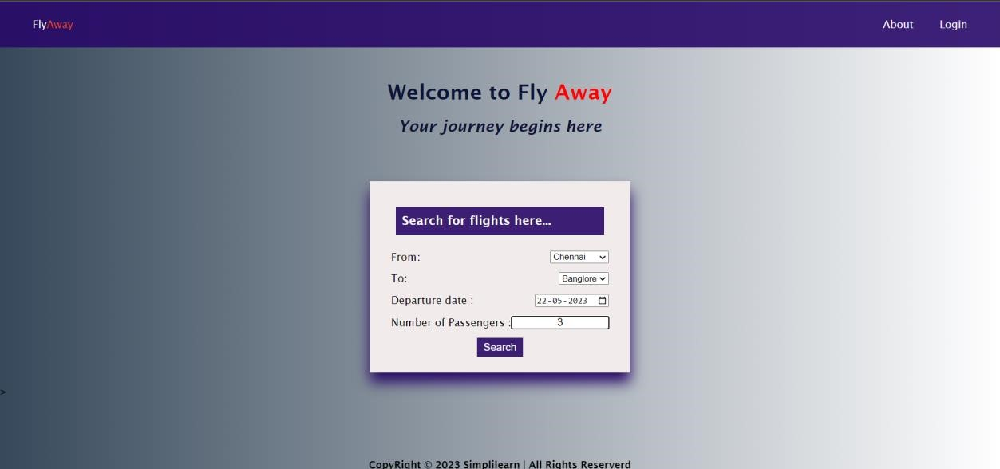 FlyAway About Login
Welcome to Fly Away
Your journey begins here
Search for flights here...
From: Chennai
To: Banglore
Departure date : 22-05-2023
Number of Passengers : 3
Search
>
CopyRight © 2023 Simplilearn | All Rights Reserverd